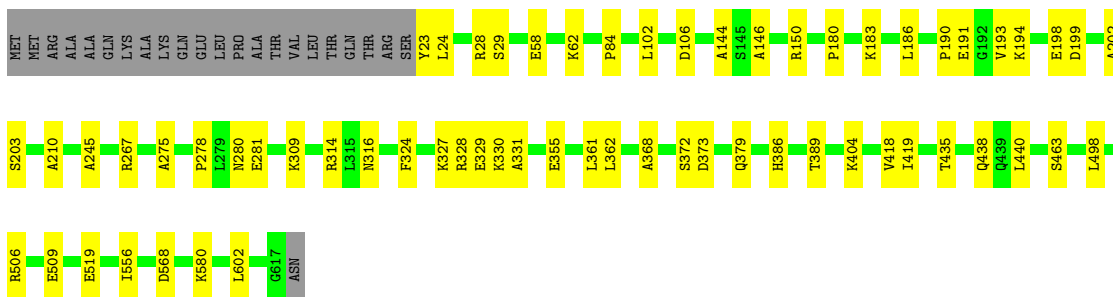 MET MET ARG ALA ALA GLN LYS ALA LYS GLN GLU LEU PRO ALA THR VAL LEU THR GLN THR THR ARG SER Y23 L24 R28 S29 E58 K62 P84 L102 D106 A144 S145 A146 R150 P180 K183 L186 P190 E191 G192 V193 K194 E198 D199
S203 A210 A245 R267 A275 P278 L279 N280 E281 K309 R314 L315 N316 F324 K327 R328 E329 K330 A331 E355 L361 L362 A368 S372 D373 Q379 H386 T389 K404 V418 I419 T435 Q438 Q439 L440 S463 L498
R506 E509 E519 I556 D568 K580 L602 G617 ASN